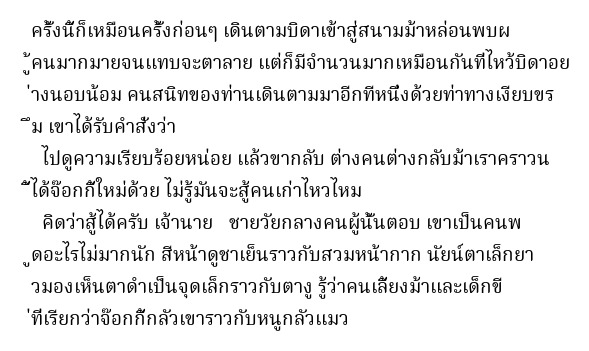 ครั้งนี้ก็เหมือนครั้งก่อนๆ เดินตามบิดาเข้าสู่สนามม้าหล่อนพบผ
ู้คนมากมายจนแทบจะตาลาย แต่ก็มีจำนวนมากเหมือนกันที่ไหว้บิดาอย
่างนอบน้อม คนสนิทของท่านเดินตามมาอีกทีหนึ่งด้วยท่าทางเงียบขร
ึม เขาได้รับคำสั่งว่า
ไปดูความเรียบร้อยหน่อย แล้วขากลับ ต่างคนต่างกลับม้าเราคราวน
ี้ได้จ๊อกกี้ใหม่ด้วย ไม่รู้มันจะสู้คนเก่าไหวไหม
คิดว่าสู้ได้ครับ เจ้านาย   ชายวัยกลางคนผู้นั้นตอบ เขาเป็นคนพ
ูดอะไรไม่มากนัก สีหน้าดูชาเย็นราวกับสวมหน้ากาก นัยน์ตาเล็กยา
วมองเห็นตาดำเป็นจุดเล็กราวกับตางู รู้ว่าคนเลี้ยงม้าและเด็กขี
่ที่เรียกว่าจ๊อกกี้กลัวเขาราวกับหนูกลัวแมว